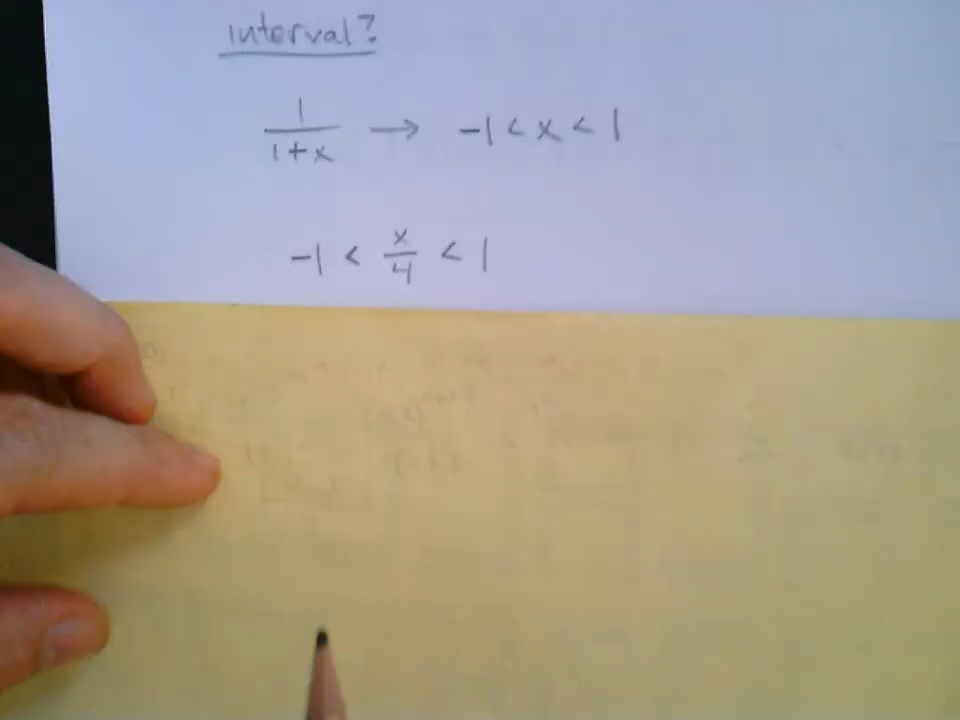 interval?
1/(1+x) → -1 < x < 1
-1 < x/4 < 1